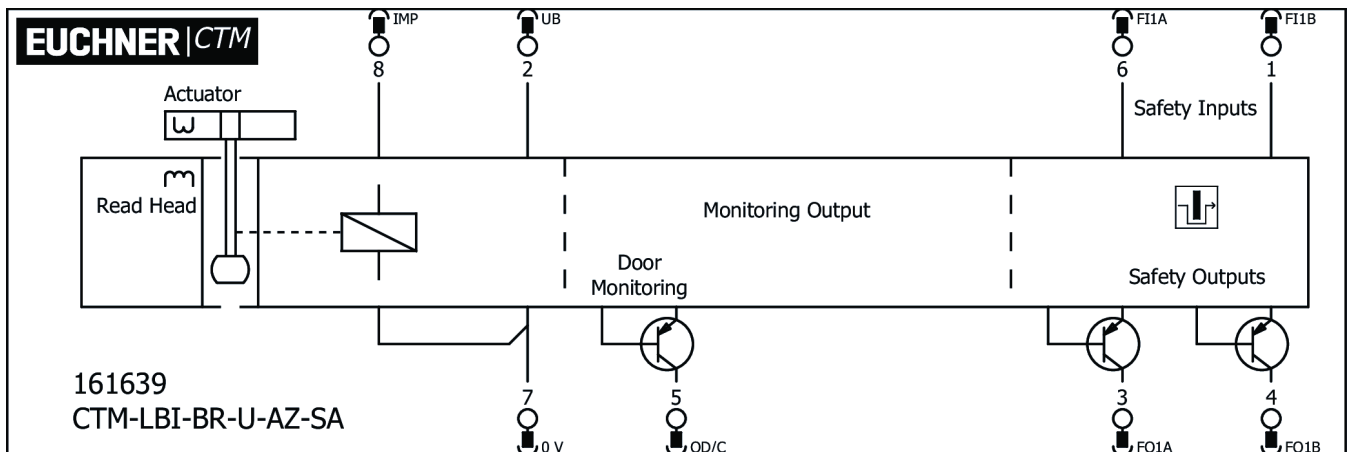 EUCHNER|CTM
IMP
UB
FI1A
FI1B
8
2
6
1
Actuator
Safety Inputs
Read Head
Monitoring Output
Door
Monitoring
Safety Outputs
161639
CTM-LBI-BR-U-AZ-SA
7
5
3
4
0 V
OD/C
FO1A
FO1B